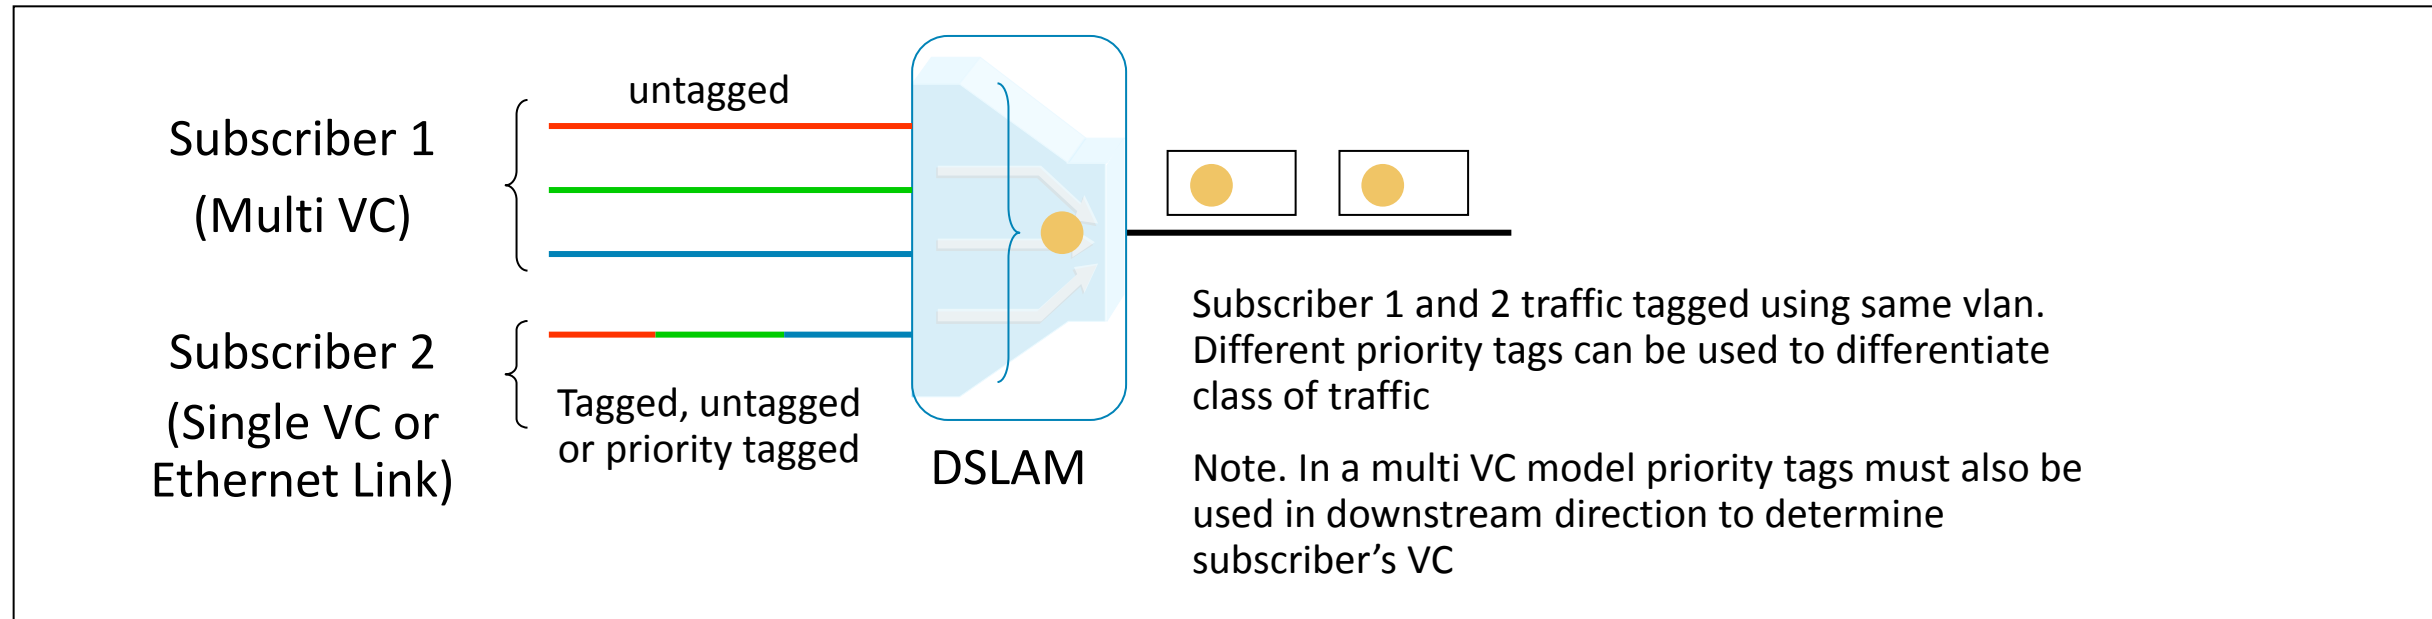 untagged
Subscriber 1
(Multi VC)
Subscriber 2
(Single VC or
Ethernet Link)
Tagged, untagged
or priority tagged
DSLAM
Subscriber 1 and 2 traffic tagged using same vlan.
Different priority tags can be used to differentiate
class of traffic
Note. In a multi VC model priority tags must also be
used in downstream direction to determine
subscriber’s VC